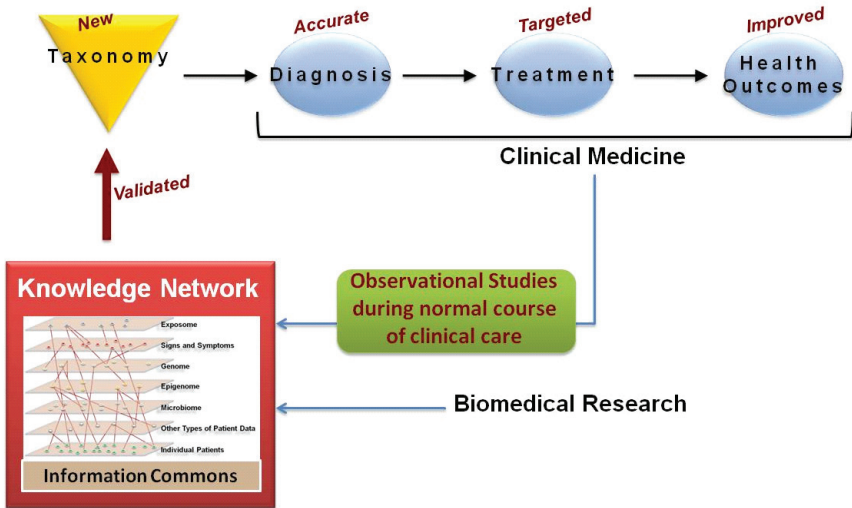 New
Taxonomy
Accurate
Diagnosis
Targeted
Treatment
Improved
Health
Outcomes
Clinical Medicine
Validated
Knowledge Network
Exposome
Signs and Symptoms
Genome
Epigenome
Microbiome
Other Types of Patient Data
Individual Patients
Information Commons
Observational Studies
during normal course
of clinical care
Biomedical Research